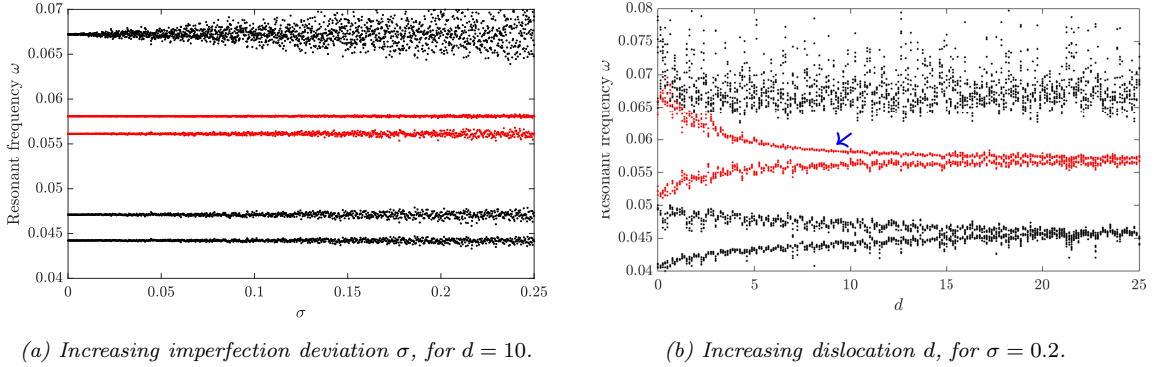 0.07
0.065
0.06
0.055
0.05
0.045
0.04
Resonant frequency ω
0 0.05 0.1 0.15 0.2 0.25
σ
(a) Increasing imperfection deviation σ, for d = 10.
0.08
0.075
0.07
0.065
0.06
0.055
0.05
0.045
0.04
Resonant frequency ω
0 5 10 15 20 25
d
(b) Increasing dislocation d, for σ = 0.2.